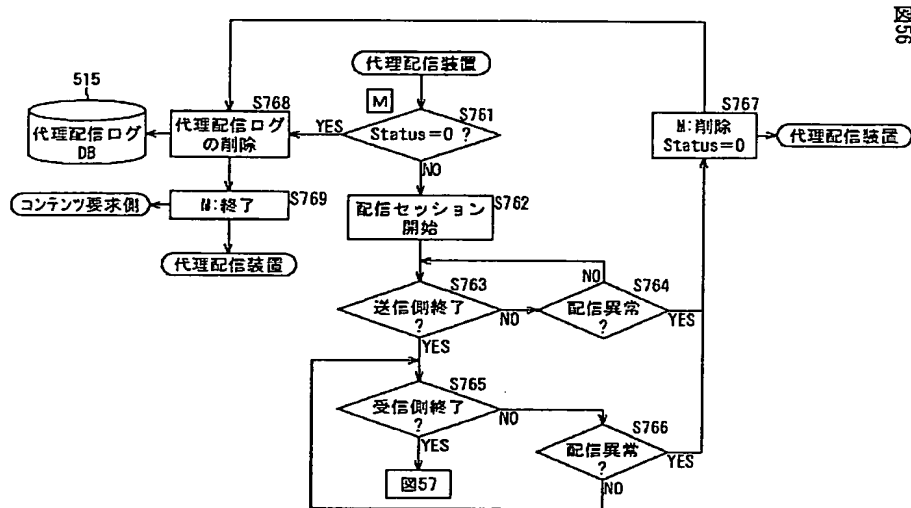 図56
代理配信装置
515
S768
M
S761
S767
代理配信ログ
DB
代理配信ログ
の削除
YES
Status=0 ?
M:削除
Status=0
代理配信装置
NO
コンテンツ要求側
M:終了
S769
配信セッション
開始
S762
代理配信装置
NO
S763
S764
送信側終了
?
NO
配信異常
?
YES
YES
S765
受信側終了
?
NO
S766
YES
配信異常
?
YES
図57
NO